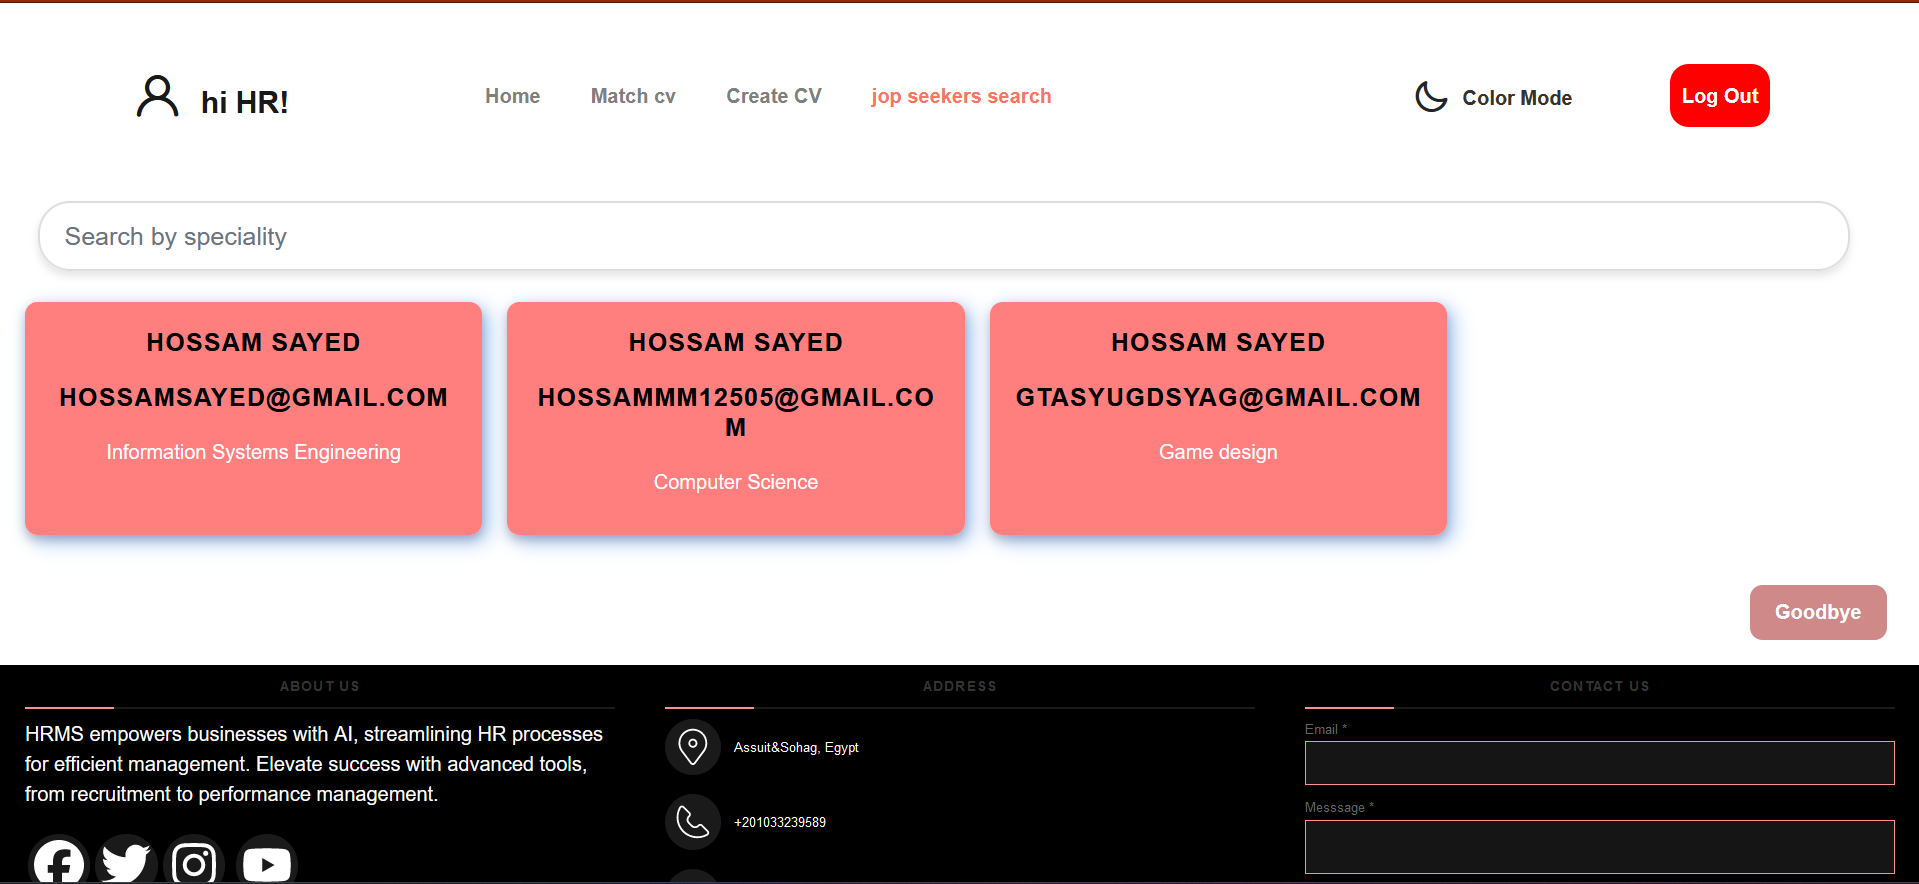 hi HR!
Home
Match cv
Create CV
jop seekers search
Color Mode
Log Out
Search by speciality
HOSSAM SAYED
HOSSAMSAYED@GMAIL.COM
Information Systems Engineering
HOSSAM SAYED
HOSSAMMM12505@GMAIL.CO
M
Computer Science
HOSSAM SAYED
GTASYUGDSYAG@GMAIL.COM
Game design
Goodbye
ABOUT US
HRMS empowers businesses with AI, streamlining HR processes
for efficient management. Elevate success with advanced tools,
from recruitment to performance management.
ADDRESS
Assuit&Sohag, Egypt
+201033239589
CONTACT US
Email *
Messsage *